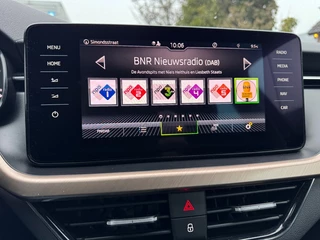 Simondsstraat
10:06
BNR Nieuwsradio (DAB)
De Avondspits met Niels Heithuis en Liesbeth Staats
MENU
HOME
RADIO
MEDIA
PHONE
NAV
CAR